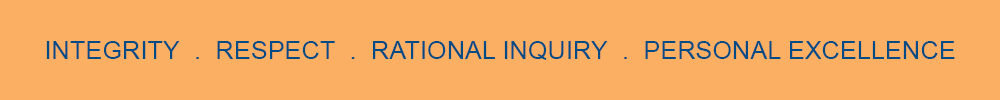 INTEGRITY . RESPECT . RATIONAL INQUIRY . PERSONAL EXCELLENCE